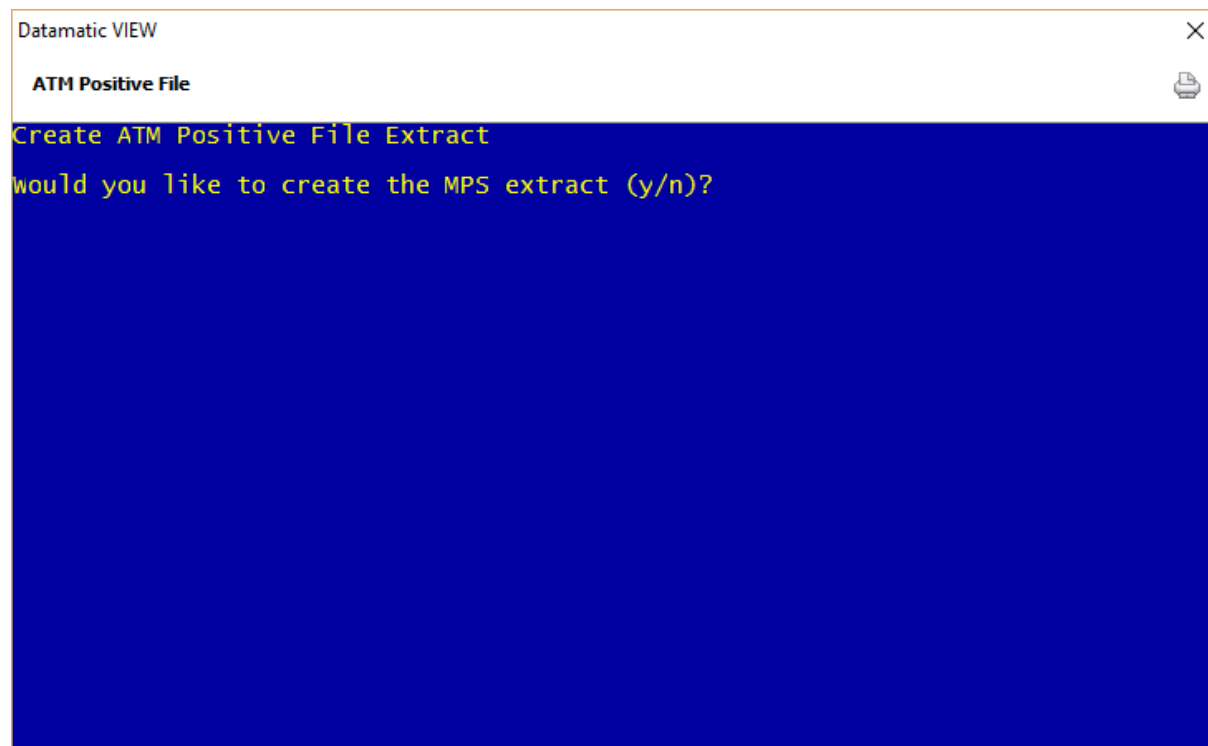 Datamatic VIEW
ATM Positive File
Create ATM Positive File Extract
Would you like to create the MPS extract (y/n)?